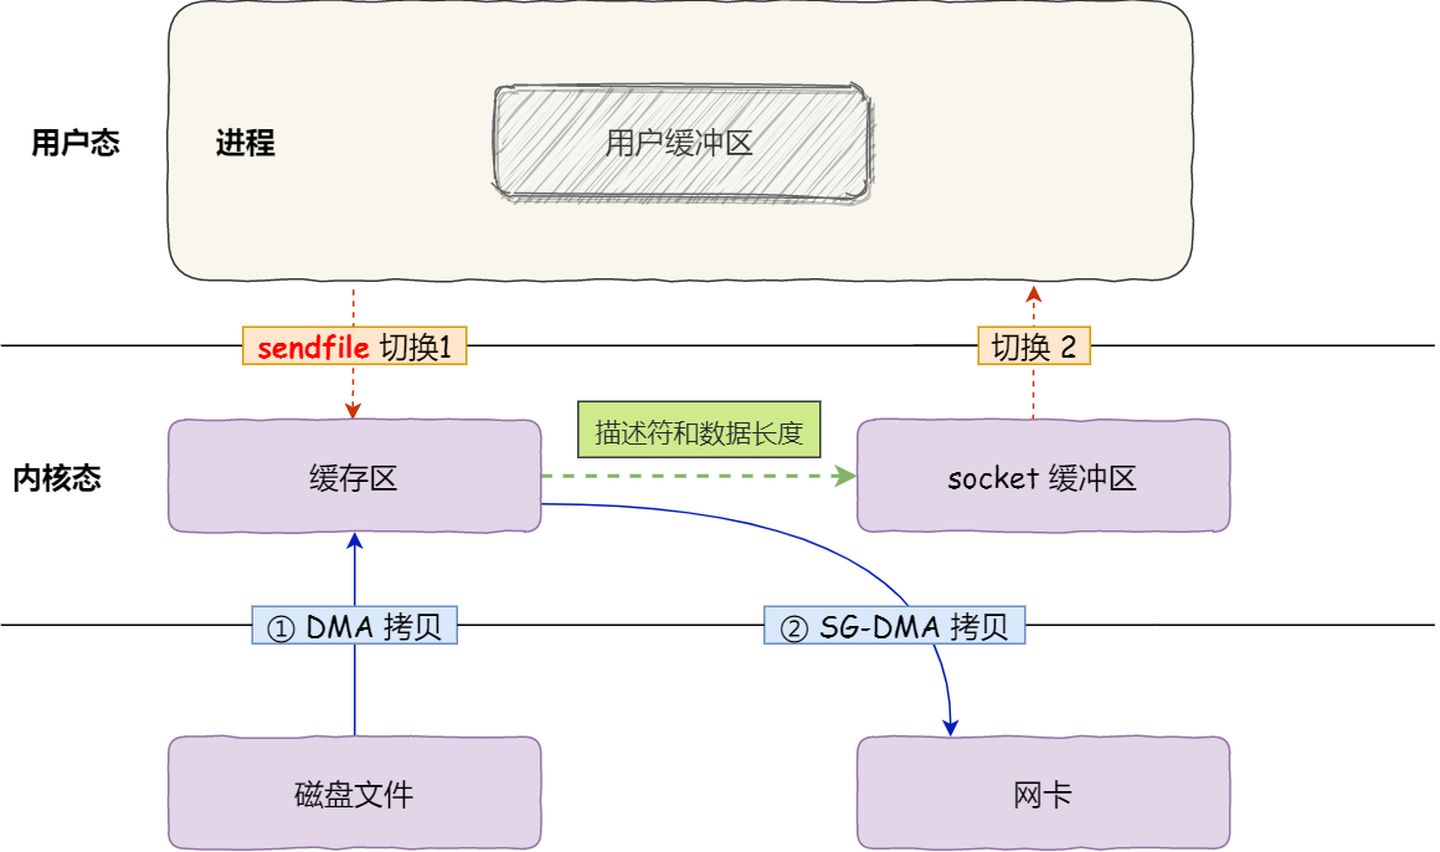 用户态
进程
用户缓冲区
sendfile 切换1
切换 2
描述符和数据长度
内核态
缓存区
socket 缓冲区
① DMA 拷贝
② SG-DMA 拷贝
磁盘文件
网卡